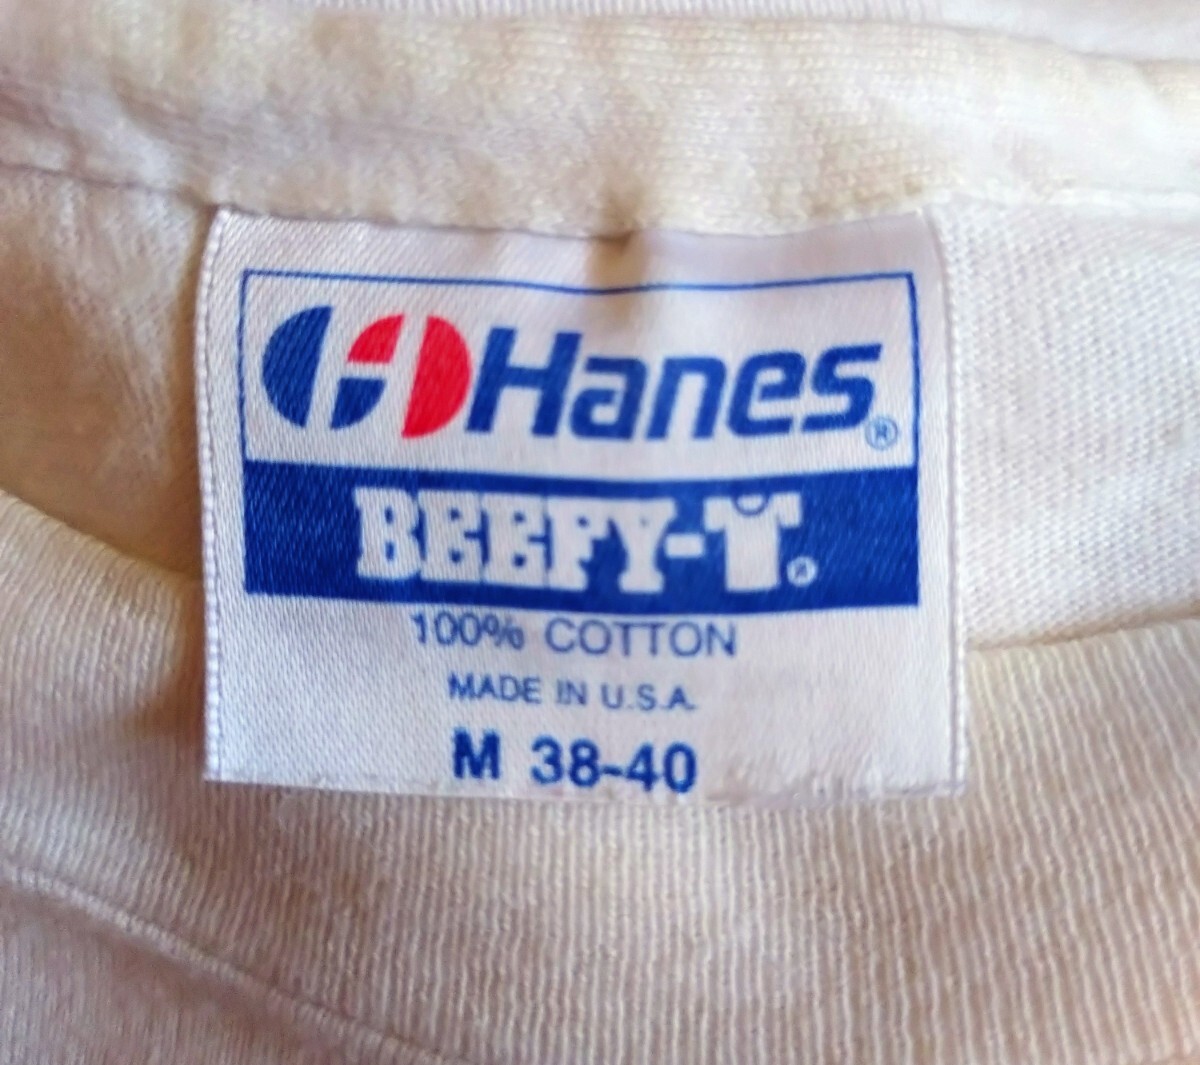 Hanes®
BEEFY-T®
100% COTTON
MADE IN U.S.A.
M 38-40